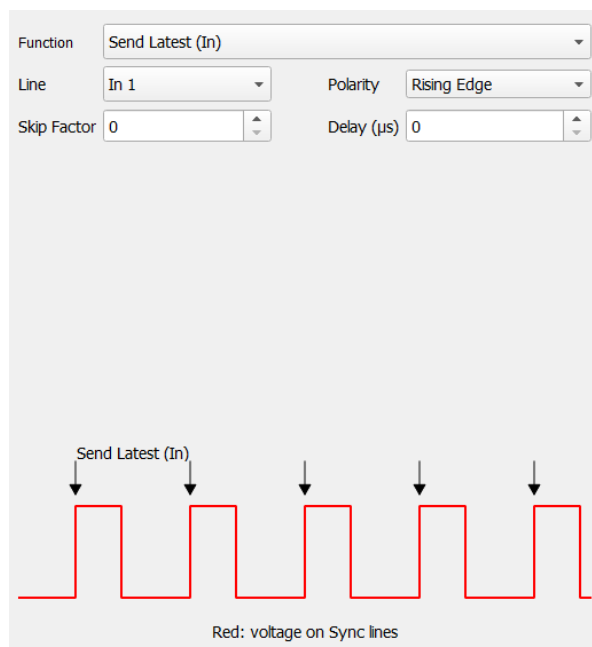 Function Send Latest (In)
Line In 1 Polarity Rising Edge
Skip Factor 0 Delay (µs) 0
Send Latest (In)
Red: voltage on Sync lines